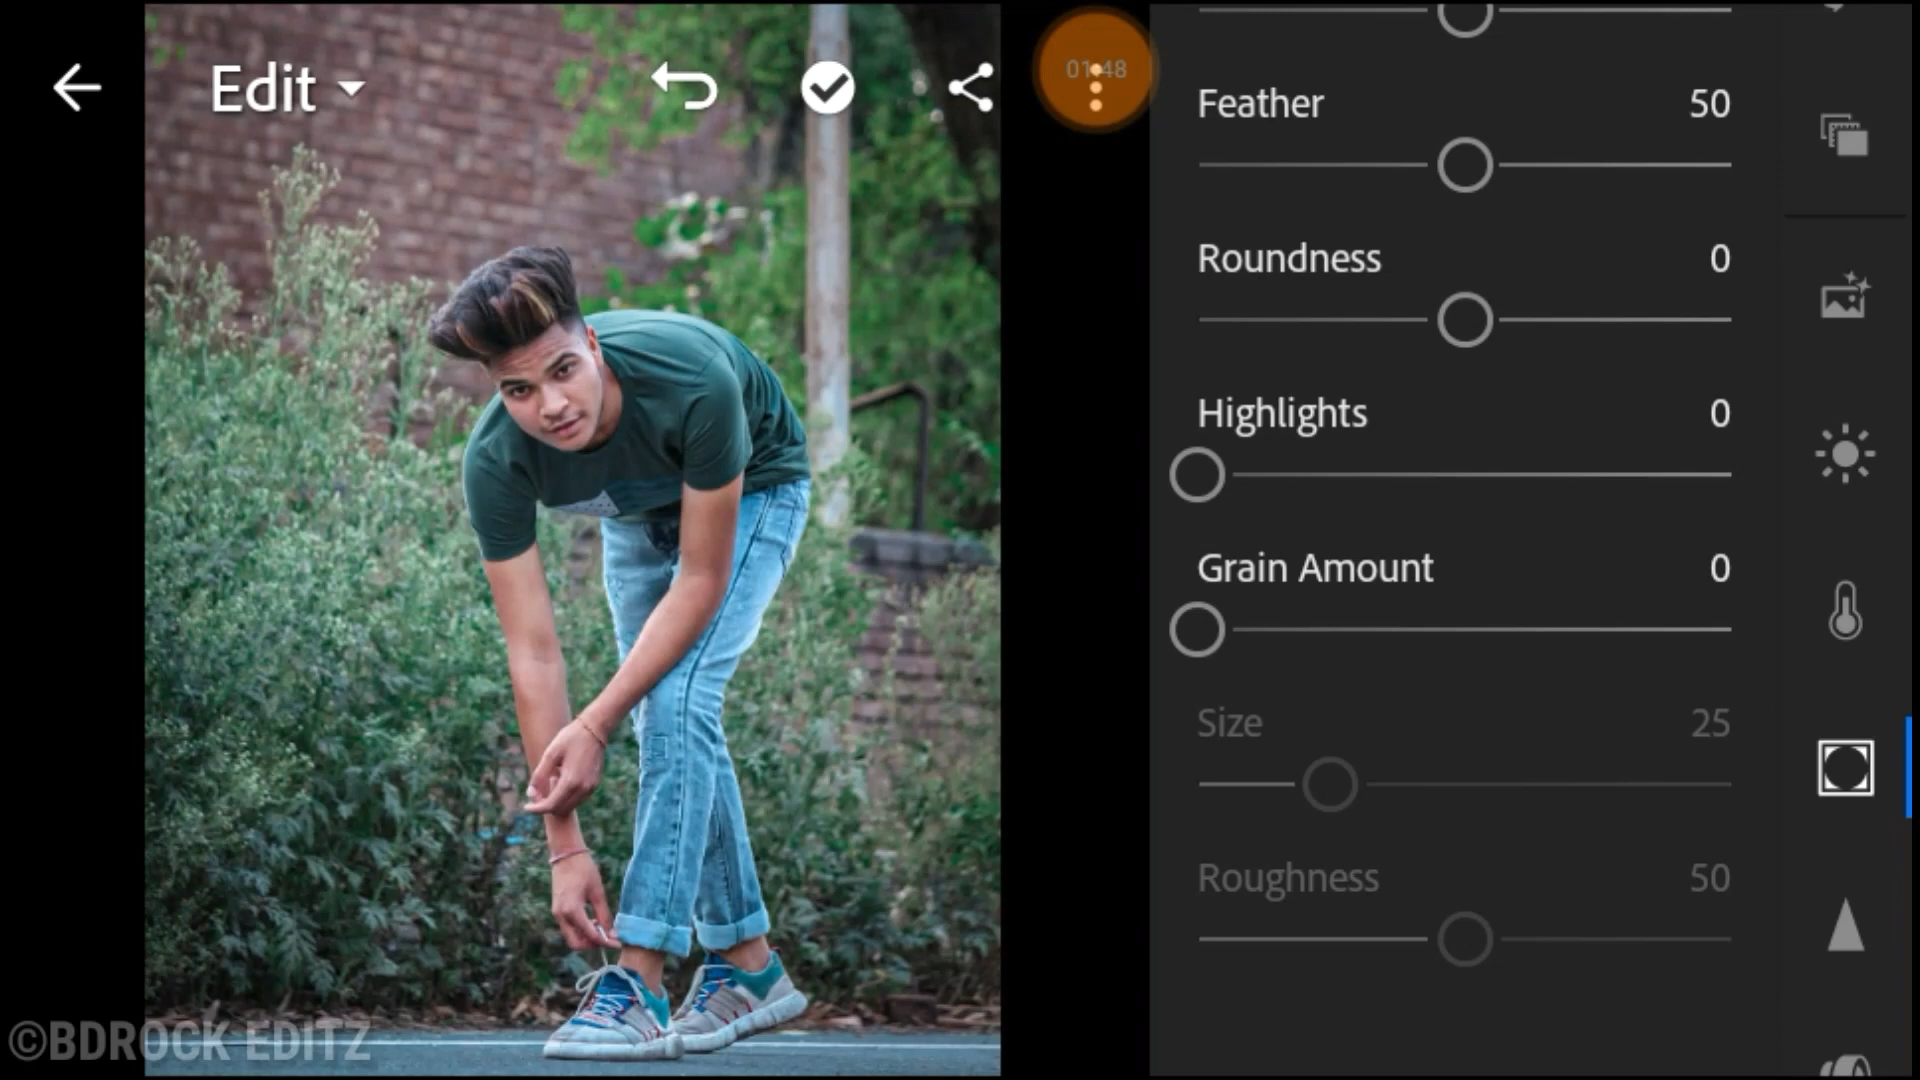 Edit
01:48
Feather 50
Roundness 0
Highlights 0
Grain Amount 0
Size 25
Roughness 50
©BDROCK EDITZ